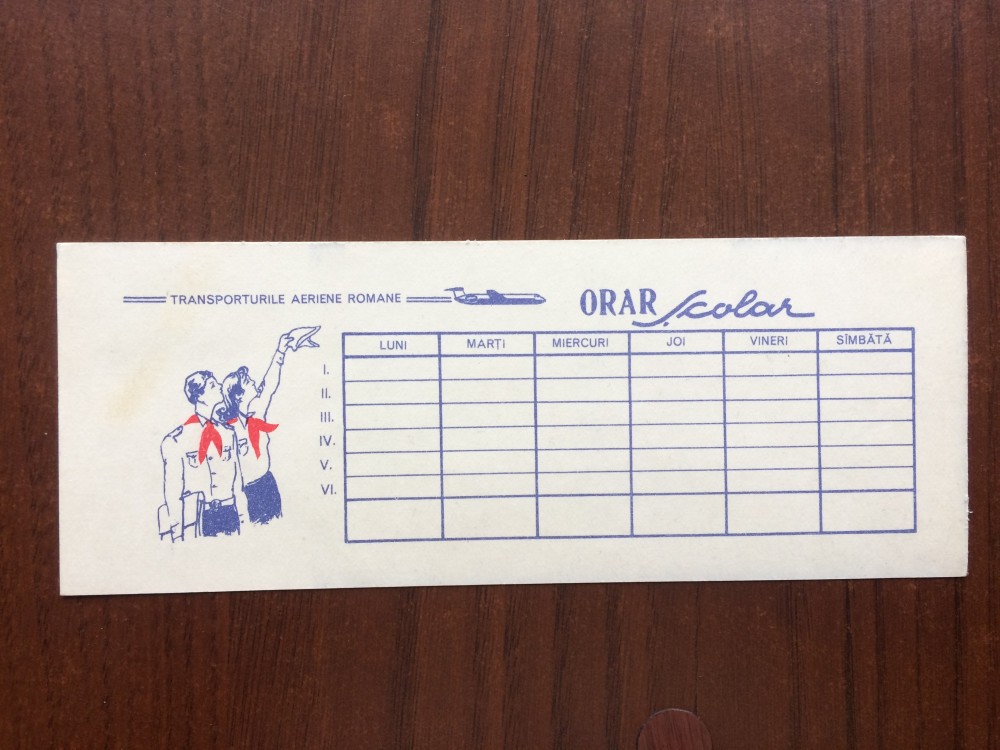 TRANSPORTURILE AERIENE ROMANE
ORAR școlar
LUNI MARȚI MIERCURI JOI VINERI SÎMBĂTĂ
I.
II.
III.
IV.
V.
VI.